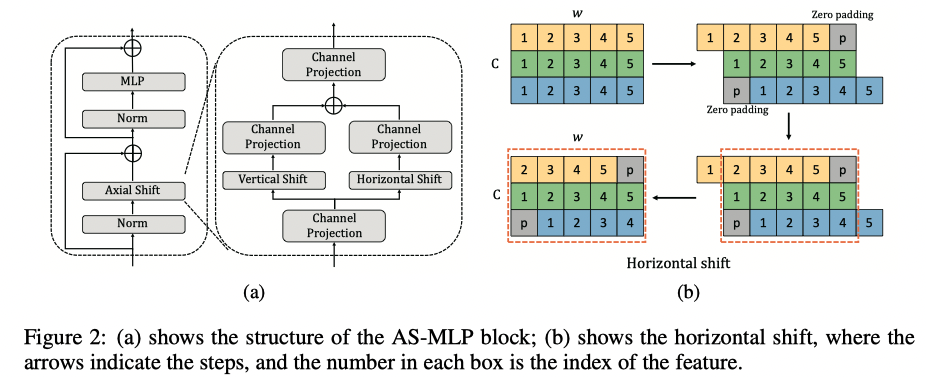 MLP
Norm
Axial Shift
Norm
Channel
Projection
Channel
Projection
Channel
Projection
Vertical Shift
Horizontal Shift
Channel
Projection
(a)
w
C
1 2 3 4 5
1 2 3 4 5
1 2 3 4 5
Zero padding
1 2 3 4 5 p
1 2 3 4 5
p 1 2 3 4 5
Zero padding
w
C
2 3 4 5 p
1 2 3 4 5
p 1 2 3 4
1 2 3 4 5 p
1 2 3 4 5
p 1 2 3 4 5
Horizontal shift
(b)
Figure 2: (a) shows the structure of the AS-MLP block; (b) shows the horizontal shift, where the
arrows indicate the steps, and the number in each box is the index of the feature.